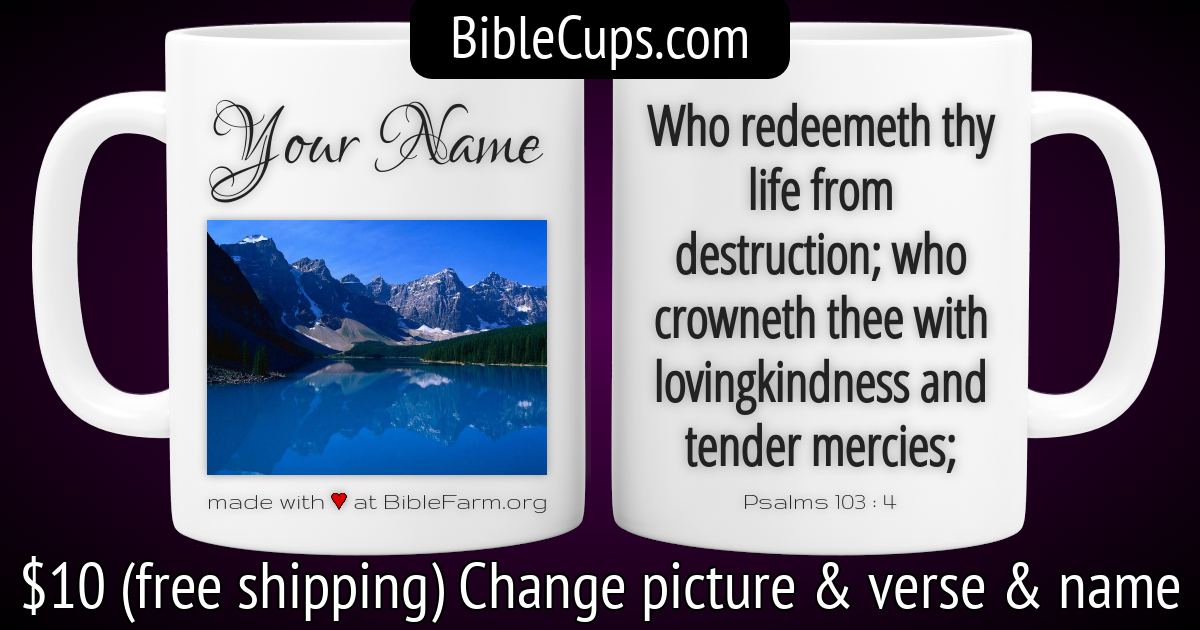 BibleCups.com
Your Name
made with ♥ at BibleFarm.org
Who redeemeth thy
life from
destruction; who
crowneth thee with
lovingkindness and
tender mercies;
Psalms 103 : 4
$10 (free shipping) Change picture & verse & name